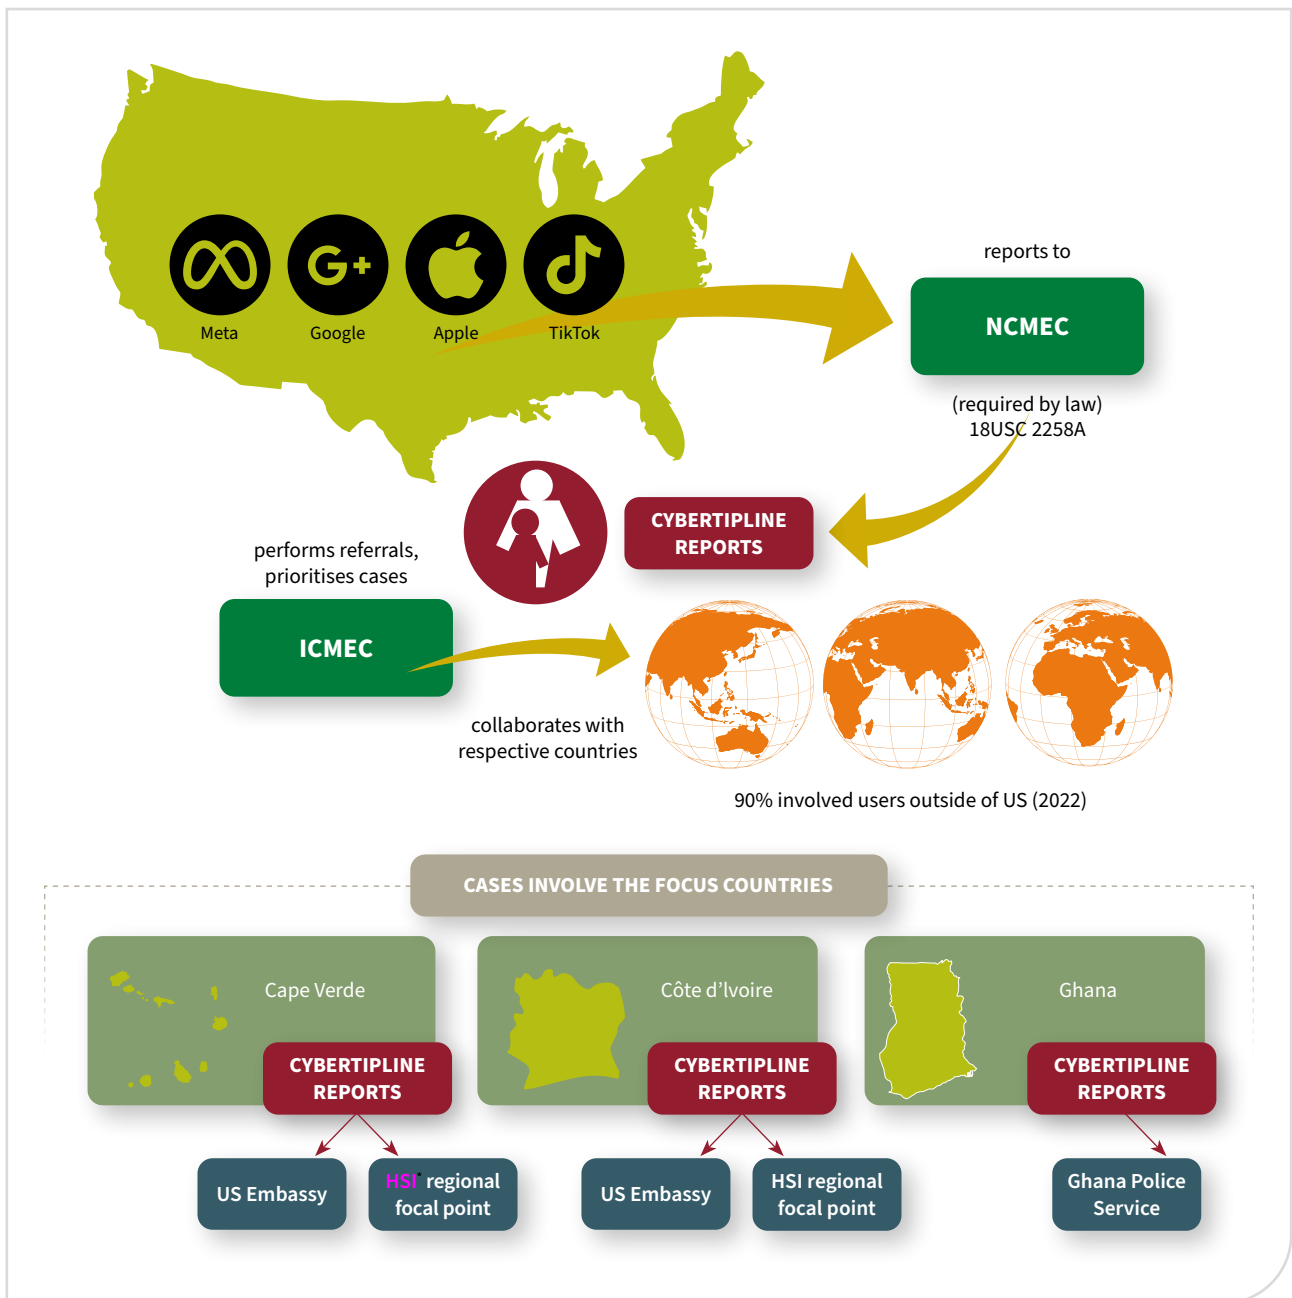 G+
Meta
Google
Apple
TikTok
reports to
NCMEC
(required by law)
18USC 2258A
CYBERTIPLINE
REPORTS
performs referrals,
prioritises cases
ICMEC
collaborates with
respective countries
90% involved users outside of US (2022)
CASES INVOLVE THE FOCUS COUNTRIES
Cape Verde
CYBERTIPLINE
REPORTS
US Embassy
HSI* regional
focal point
Côte d’Ivoire
CYBERTIPLINE
REPORTS
US Embassy
HSI regional
focal point
Ghana
CYBERTIPLINE
REPORTS
Ghana Police
Service